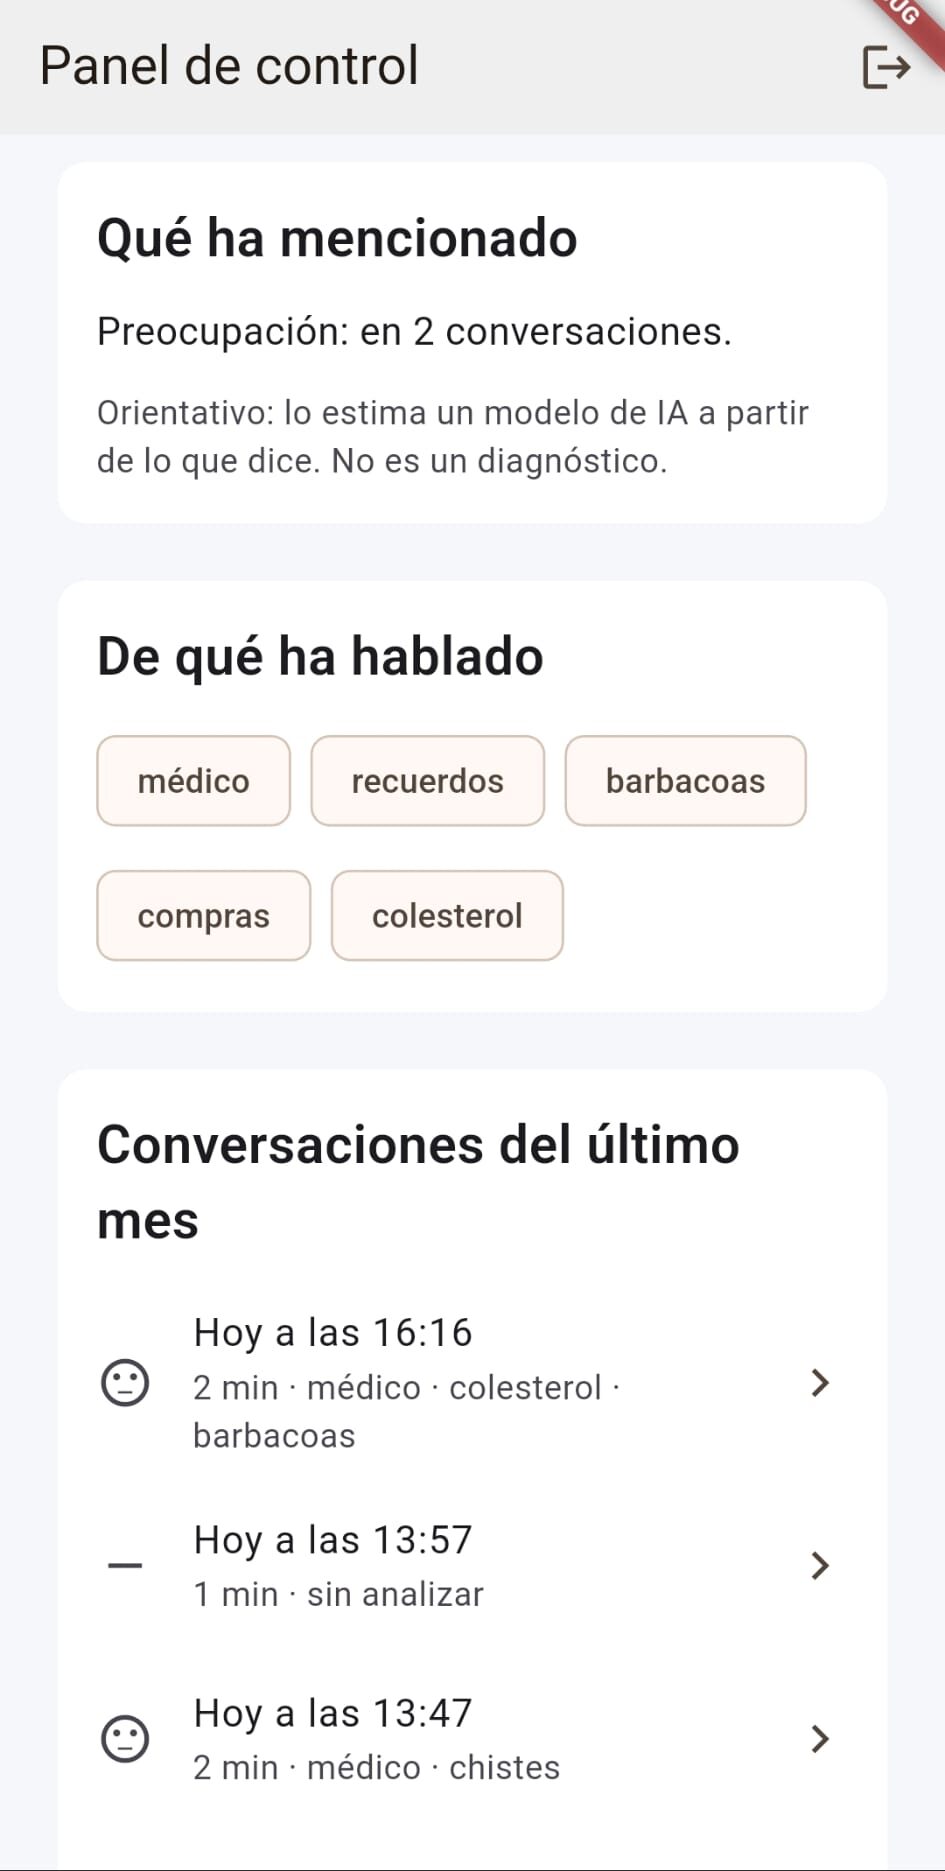 Panel de control
Qué ha mencionado
Preocupación: en 2 conversaciones.
Orientativo: lo estima un modelo de IA a partir
de lo que dice. No es un diagnóstico.
De qué ha hablado
médico
recuerdos
barbacoas
compras
colesterol
Conversaciones del último
mes
Hoy a las 16:16
2 min · médico · colesterol ·
barbacoas
Hoy a las 13:57
1 min · sin analizar
Hoy a las 13:47
2 min · médico · chistes